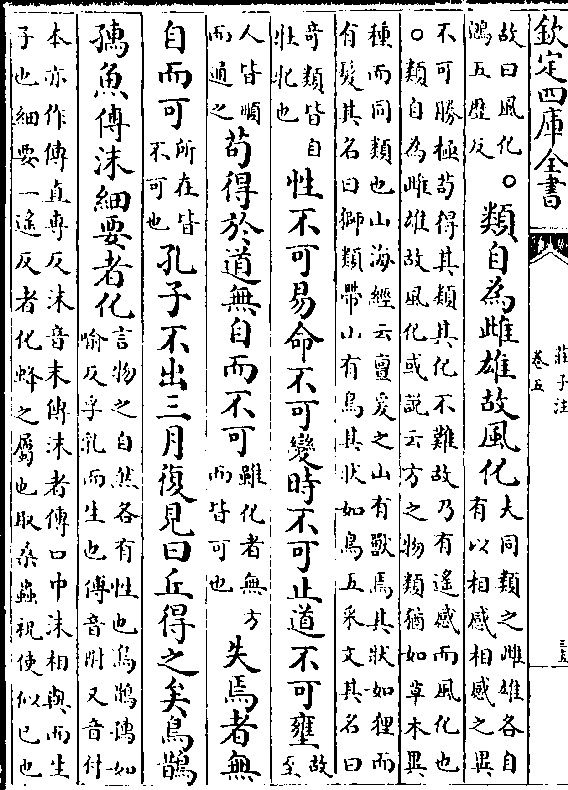 欽定四庫全書
莊子注
卷五
三五
故曰風化
鴻五歷反
○類自為雌雄故風化
大同類之雌雄各自
有以相感相感之異
不可勝極茍得其類其化不難故乃有遙感而風化也
○類自為雌雄故風化或說云方之物類猶如草木異
種而同類也山海經云亶爰之山有獸焉其狀如狸而
有髮其名曰獅類帶山有鳥其狀如鳥五采文其名曰
奇類皆自
牡牝也
性不可易命不可變時不可止道不可壅
故
至
人皆順
而通之
茍得於道無自而不可
雖化者無方
而皆可也
失焉者無
自而可
所在皆
不可也
孔子不出三月復見曰丘得之矣烏鵲
孺魚傅沫細要者化
言物之自然各有性也烏鵲孺如
喻反孚乳而生也傅音附又音付
本亦作傳直專反沫音末傅沫者傳口中沫相與而生
子也細要一遙反者化蜂之屬也取桑蟲祝使似已也